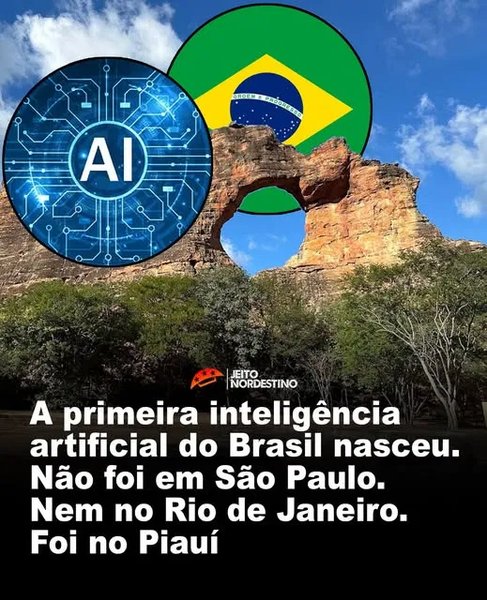 AI
ORDEM E PROGRESSO
JEITO
NORDESTINO
A primeira inteligência
artificial do Brasil nasceu.
Não foi em São Paulo.
Nem no Rio de Janeiro.
Foi no Piauí